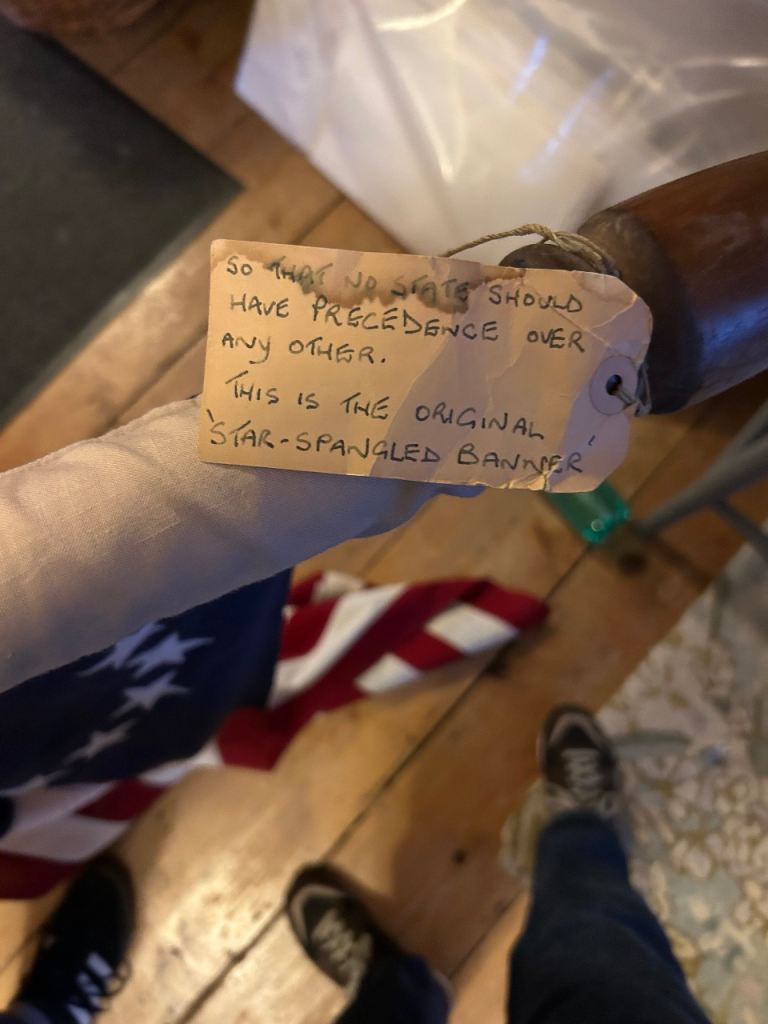 SO THAT NO STATE SHOULD
HAVE PRECEDENCE OVER
ANY OTHER.
THIS IS THE ORIGINAL
'STAR-SPANGLED BANNER'